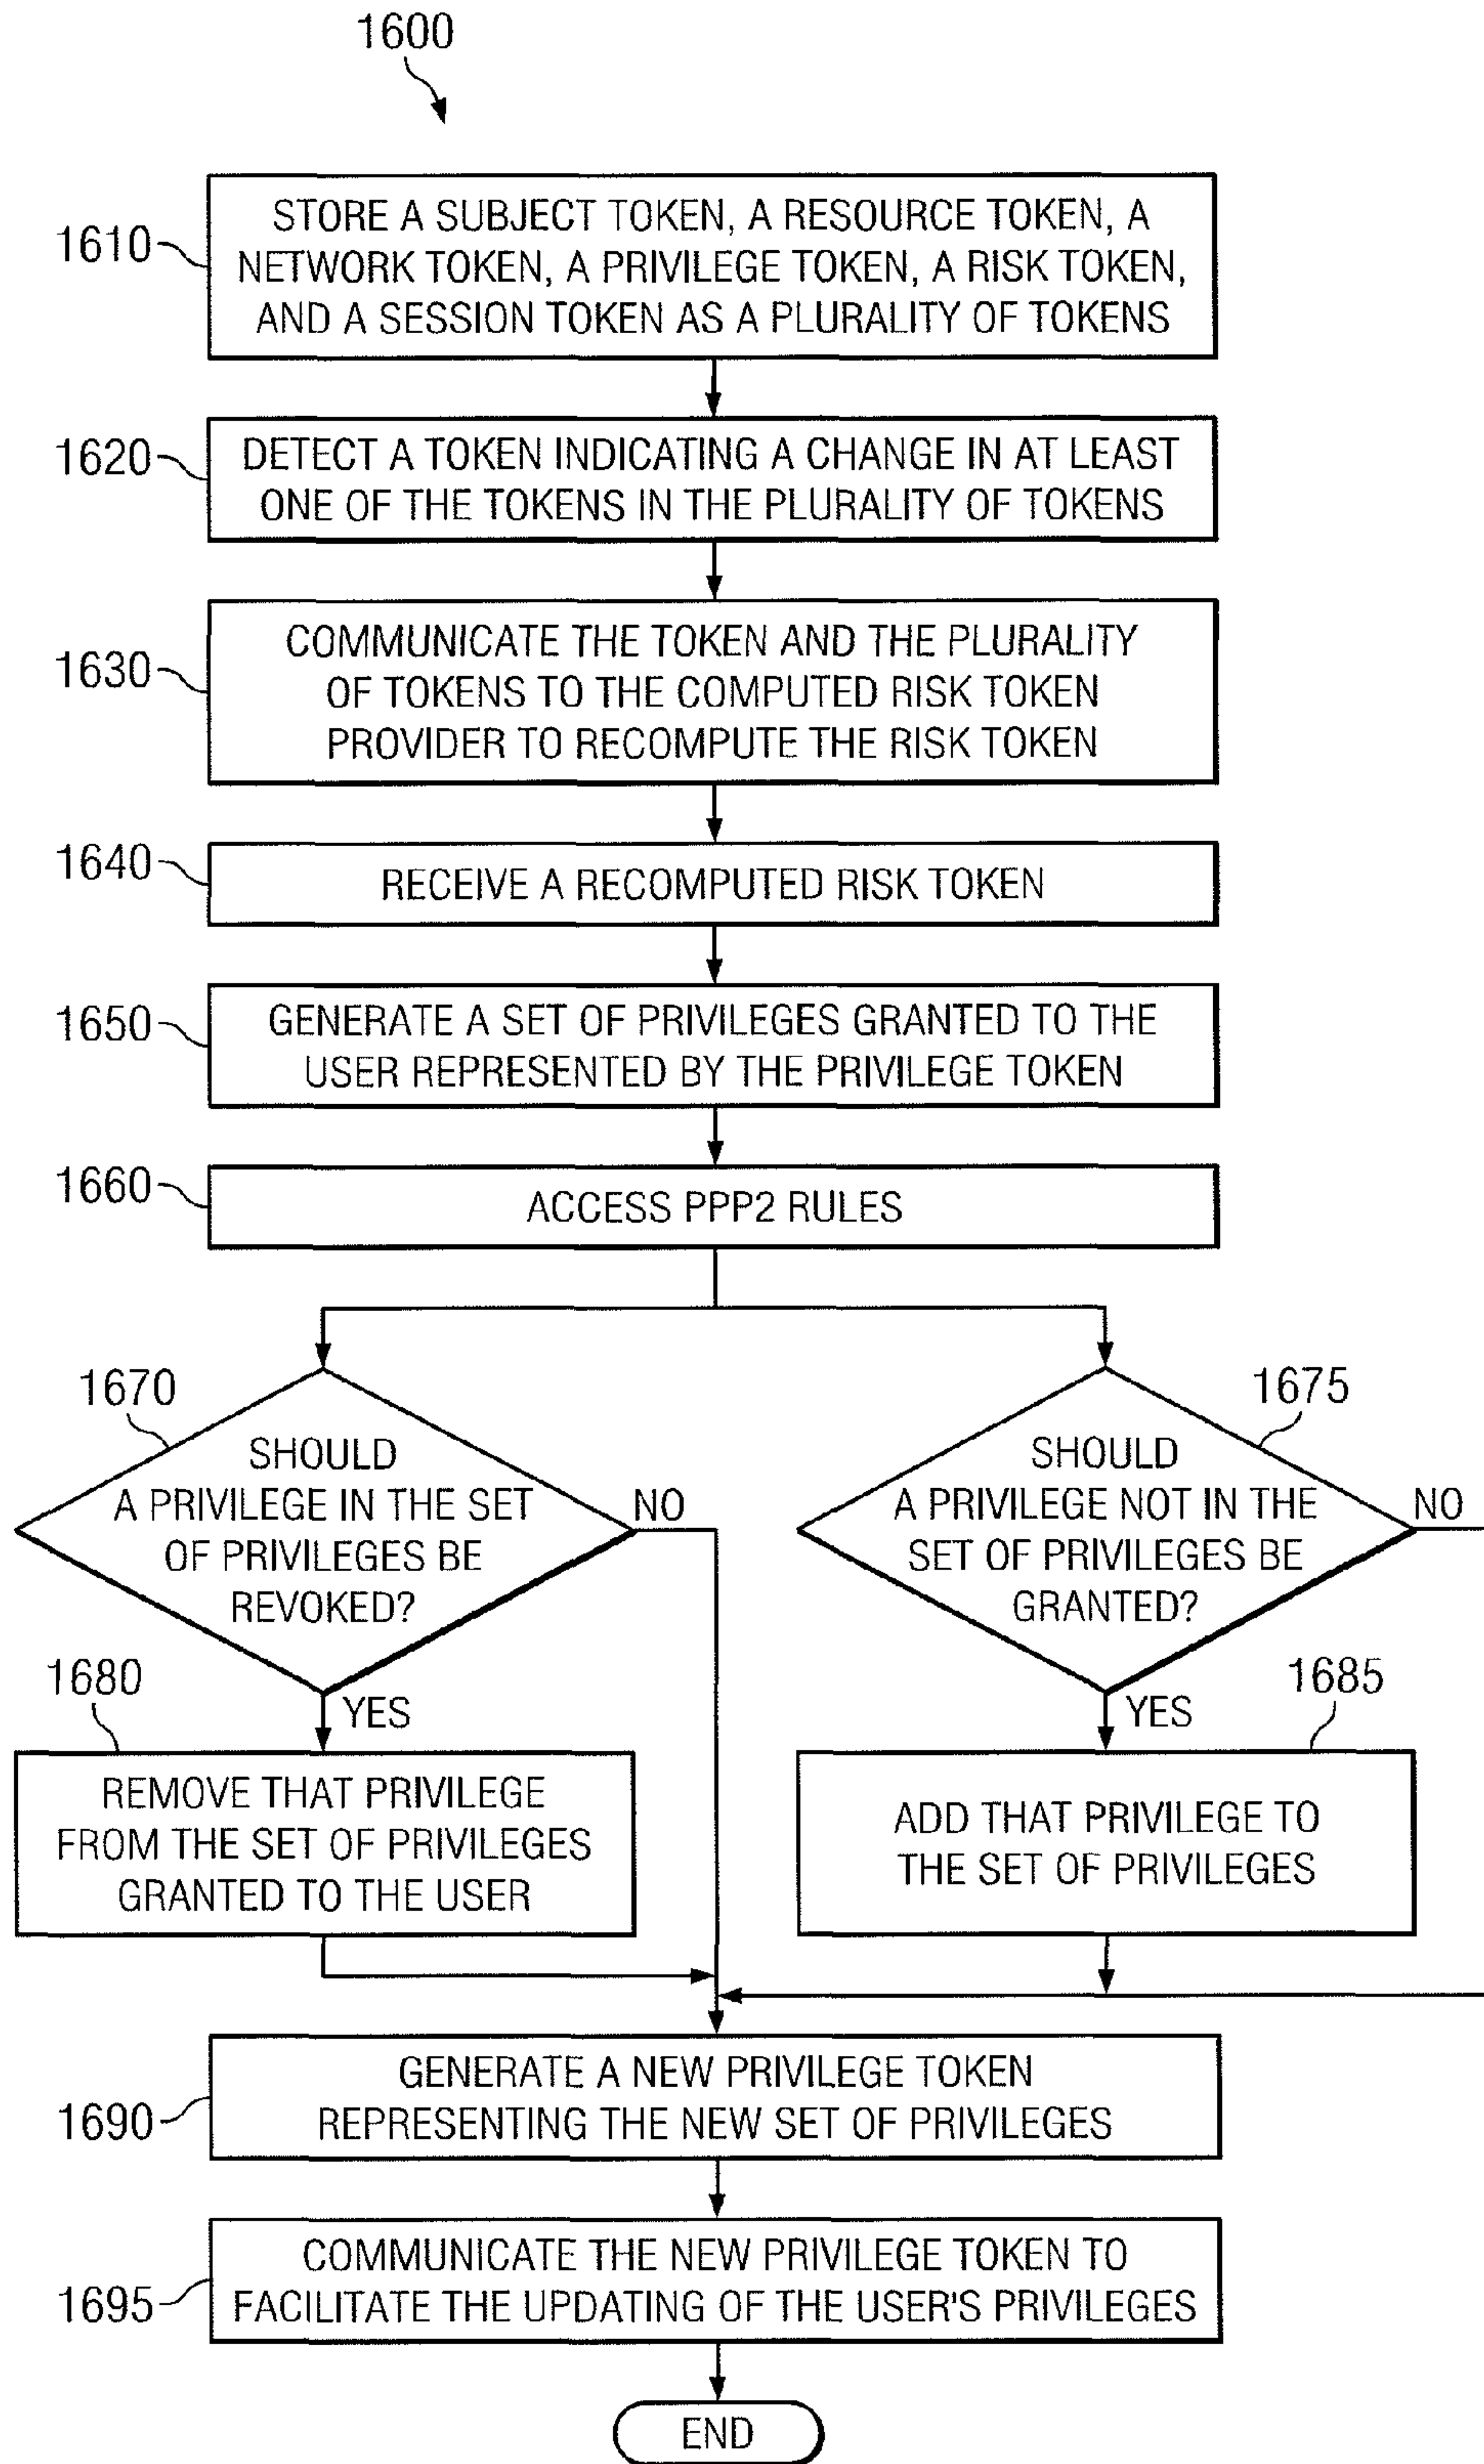 1600
1610
STORE A SUBJECT TOKEN, A RESOURCE TOKEN, A
NETWORK TOKEN, A PRIVILEGE TOKEN, A RISK TOKEN,
AND A SESSION TOKEN AS A PLURALITY OF TOKENS
1620
DETECT A TOKEN INDICATING A CHANGE IN AT LEAST
ONE OF THE TOKENS IN THE PLURALITY OF TOKENS
1630
COMMUNICATE THE TOKEN AND THE PLURALITY
OF TOKENS TO THE COMPUTED RISK TOKEN
PROVIDER TO RECOMPUTE THE RISK TOKEN
1640
RECEIVE A RECOMPUTED RISK TOKEN
1650
GENERATE A SET OF PRIVILEGES GRANTED TO THE
USER REPRESENTED BY THE PRIVILEGE TOKEN
1660
ACCESS PPP2 RULES
1670
SHOULD
A PRIVILEGE IN THE SET
OF PRIVILEGES BE
REVOKED?
NO
YES
1675
SHOULD
A PRIVILEGE NOT IN THE
SET OF PRIVILEGES BE
GRANTED?
NO
YES
1680
REMOVE THAT PRIVILEGE
FROM THE SET OF PRIVILEGES
GRANTED TO THE USER
1685
ADD THAT PRIVILEGE TO
THE SET OF PRIVILEGES
1690
GENERATE A NEW PRIVILEGE TOKEN
REPRESENTING THE NEW SET OF PRIVILEGES
1695
COMMUNICATE THE NEW PRIVILEGE TOKEN TO
FACILITATE THE UPDATING OF THE USER'S PRIVILEGES
END